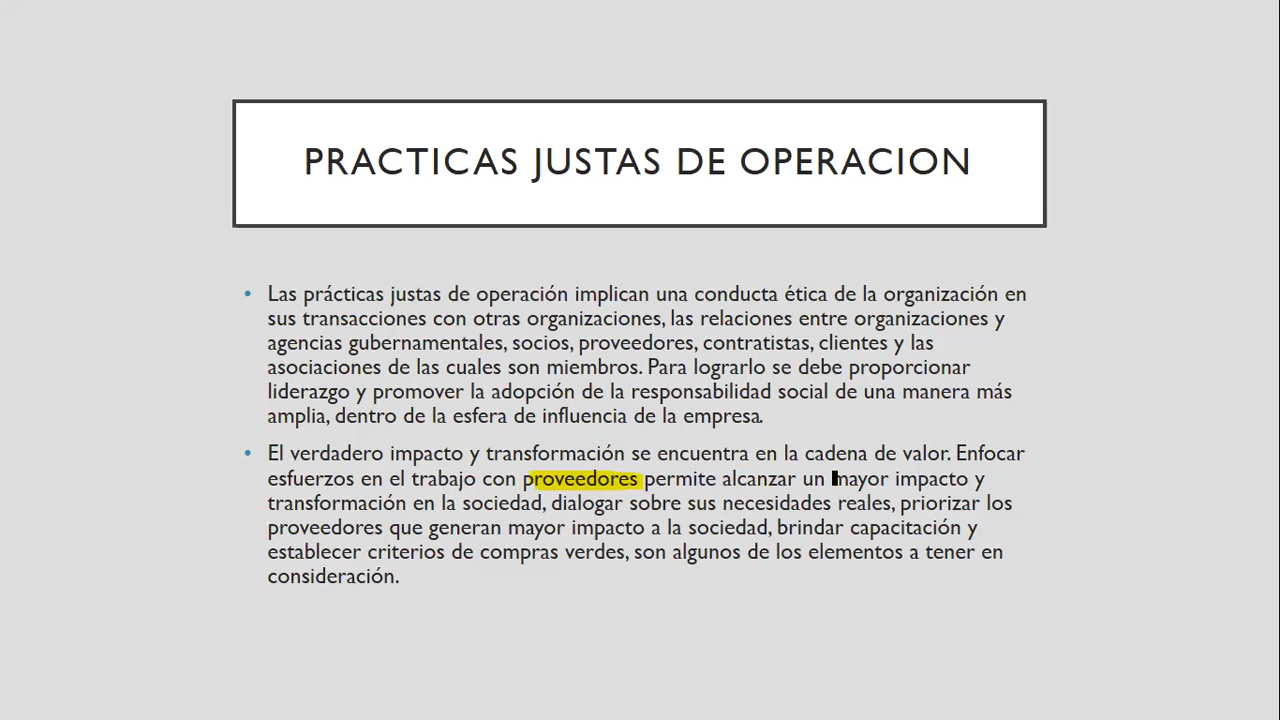 PRACTICAS JUSTAS DE OPERACION
• Las prácticas justas de operación implican una conducta ética de la organización en
sus transacciones con otras organizaciones, las relaciones entre organizaciones y
agencias gubernamentales, socios, proveedores, contratistas, clientes y las
asociaciones de las cuales son miembros. Para lograrlo se debe proporcionar
liderazgo y promover la adopción de la responsabilidad social de una manera más
amplia, dentro de la esfera de influencia de la empresa.
• El verdadero impacto y transformación se encuentra en la cadena de valor. Enfocar
esfuerzos en el trabajo con proveedores permite alcanzar un mayor impacto y
transformación en la sociedad, dialogar sobre sus necesidades reales, priorizar los
proveedores que generan mayor impacto a la sociedad, brindar capacitación y
establecer criterios de compras verdes, son algunos de los elementos a tener en
consideración.